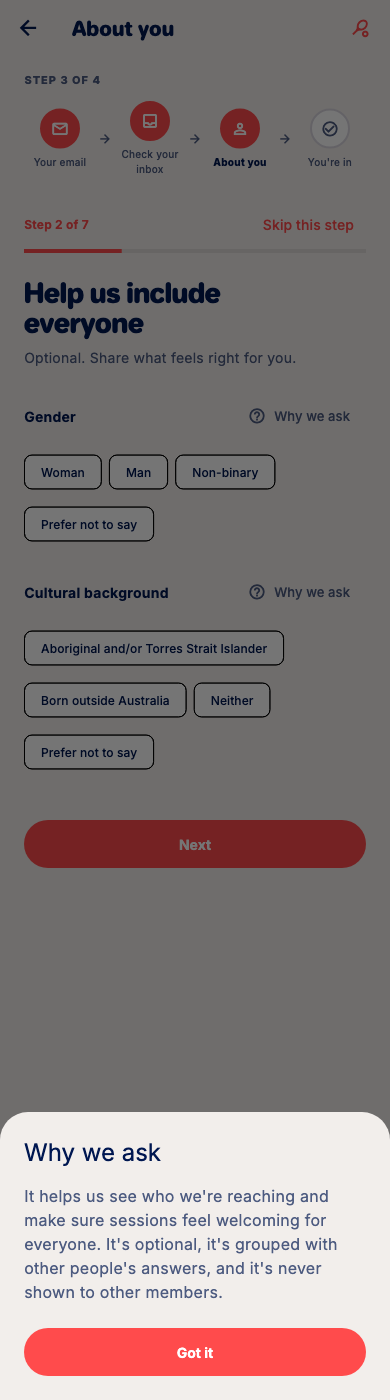 About you
STEP 3 OF 4
Your email
Check your
inbox
About you
You're in
Step 2 of 7
Skip this step
Help us include
everyone
Optional. Share what feels right for you.
Gender
Why we ask
Woman
Man
Non-binary
Prefer not to say
Cultural background
Why we ask
Aboriginal and/or Torres Strait Islander
Born outside Australia
Neither
Prefer not to say
Next
Why we ask
It helps us see who we're reaching and
make sure sessions feel welcoming for
everyone. It's optional, it's grouped with
other people's answers, and it's never
shown to other members.
Got it